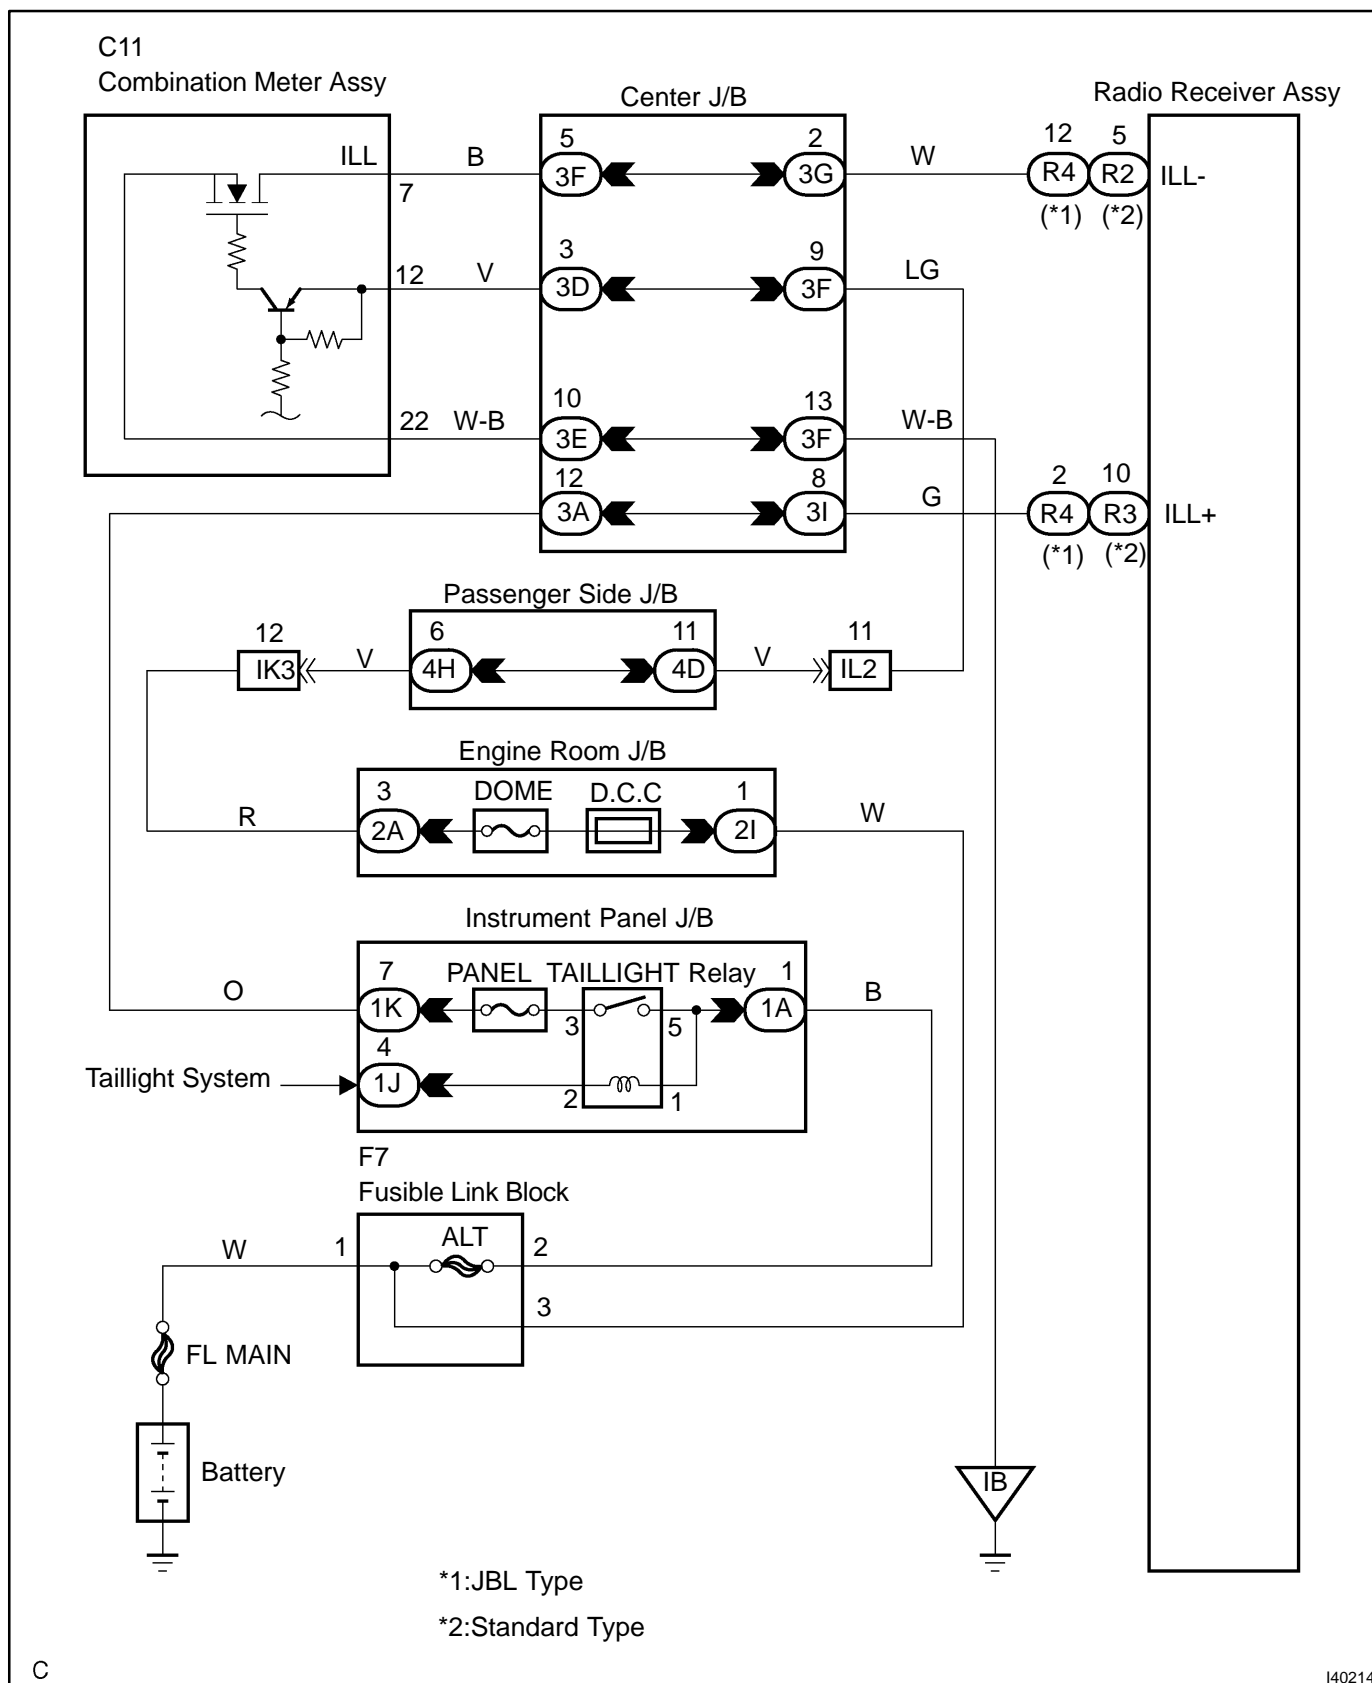 C11
Combination Meter Assy
Center J/B
Radio Receiver Assy
ILL
7
B
5
3F
2
3G
W
12
5
R4
R2
ILL-
(*1)
(*2)
12
V
3
3D
9
3F
LG
22
W-B
10
3E
13
3F
W-B
12
3A
8
3I
G
2
10
R4
R3
ILL+
(*1)
(*2)
Passenger Side J/B
12
IK3
V
6
4H
11
4D
V
11
IL2
Engine Room J/B
R
3
2A
DOME
D.C.C
1
2I
W
Instrument Panel J/B
O
7
1K
PANEL
TAILLIGHT Relay
3
5
1
1A
B
Taillight System
4
1J
2
1
F7
Fusible Link Block
W
1
ALT
2
3
FL MAIN
Battery
IB
*1:JBL Type
*2:Standard Type
C
I40214